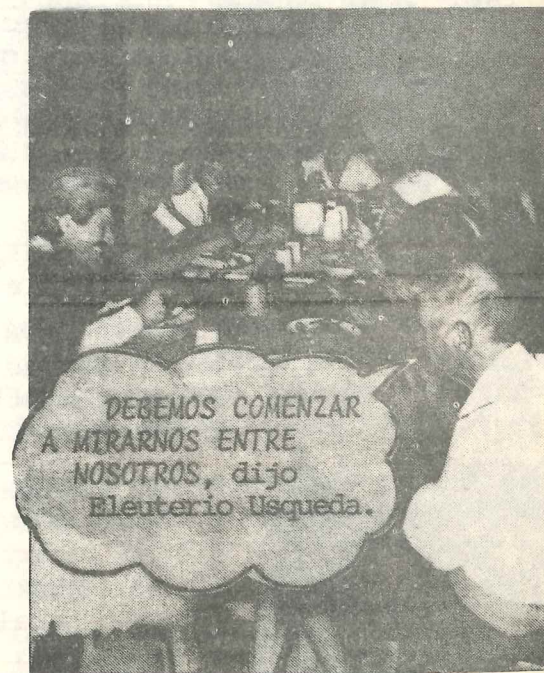 DEBEMOS COMENZAR
A MIRARNOS ENTRE
NOSOTROS, dijo
Eleuterio Usqueda.